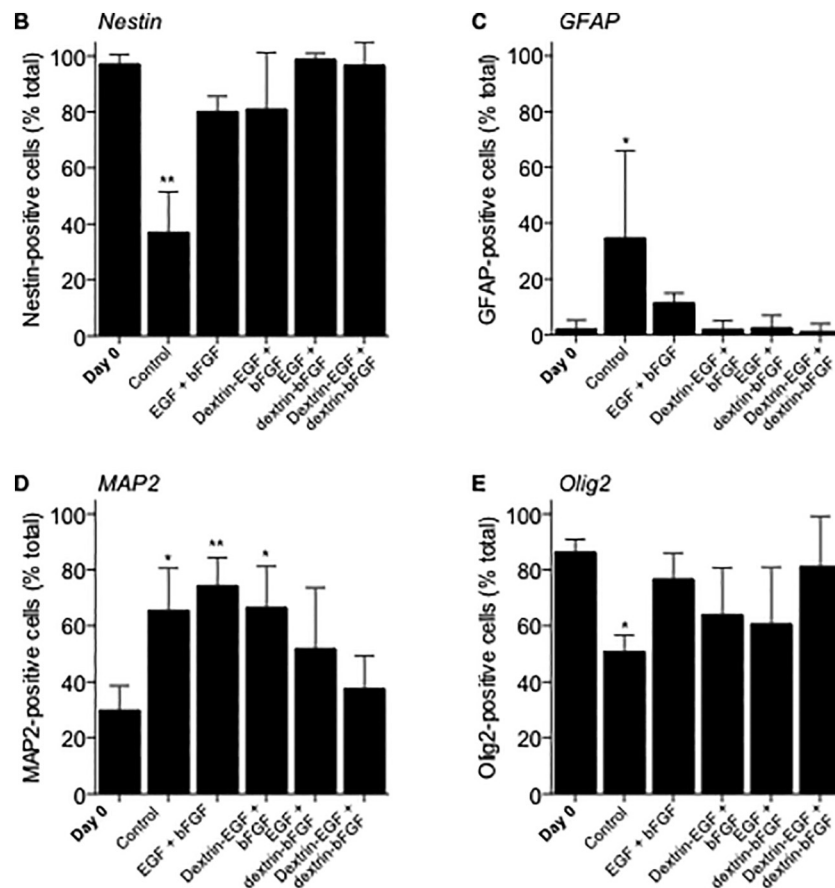 B Nestin
Nestin-positive cells (% total)
100
80
60
40
20
0
**
Day 0
Control
EGF + bFGF
Dextrin-EGF +
bFGF
EGF +
dextrin-bFGF
Dextrin-EGF +
dextrin-bFGF
C GFAP
GFAP-positive cells (% total)
100
80
60
40
20
0
*
Day 0
Control
EGF + bFGF
Dextrin-EGF +
bFGF
EGF +
dextrin-bFGF
Dextrin-EGF +
dextrin-bFGF
D MAP2
MAP2-positive cells (% total)
100
80
60
40
20
0
*
**
*
Day 0
Control
EGF + bFGF
Dextrin-EGF +
bFGF
EGF +
dextrin-bFGF
Dextrin-EGF +
dextrin-bFGF
E Olig2
Olig2-positive cells (% total)
100
80
60
40
20
0
*
Day 0
Control
EGF + bFGF
Dextrin-EGF +
bFGF
EGF +
dextrin-bFGF
Dextrin-EGF +
dextrin-bFGF